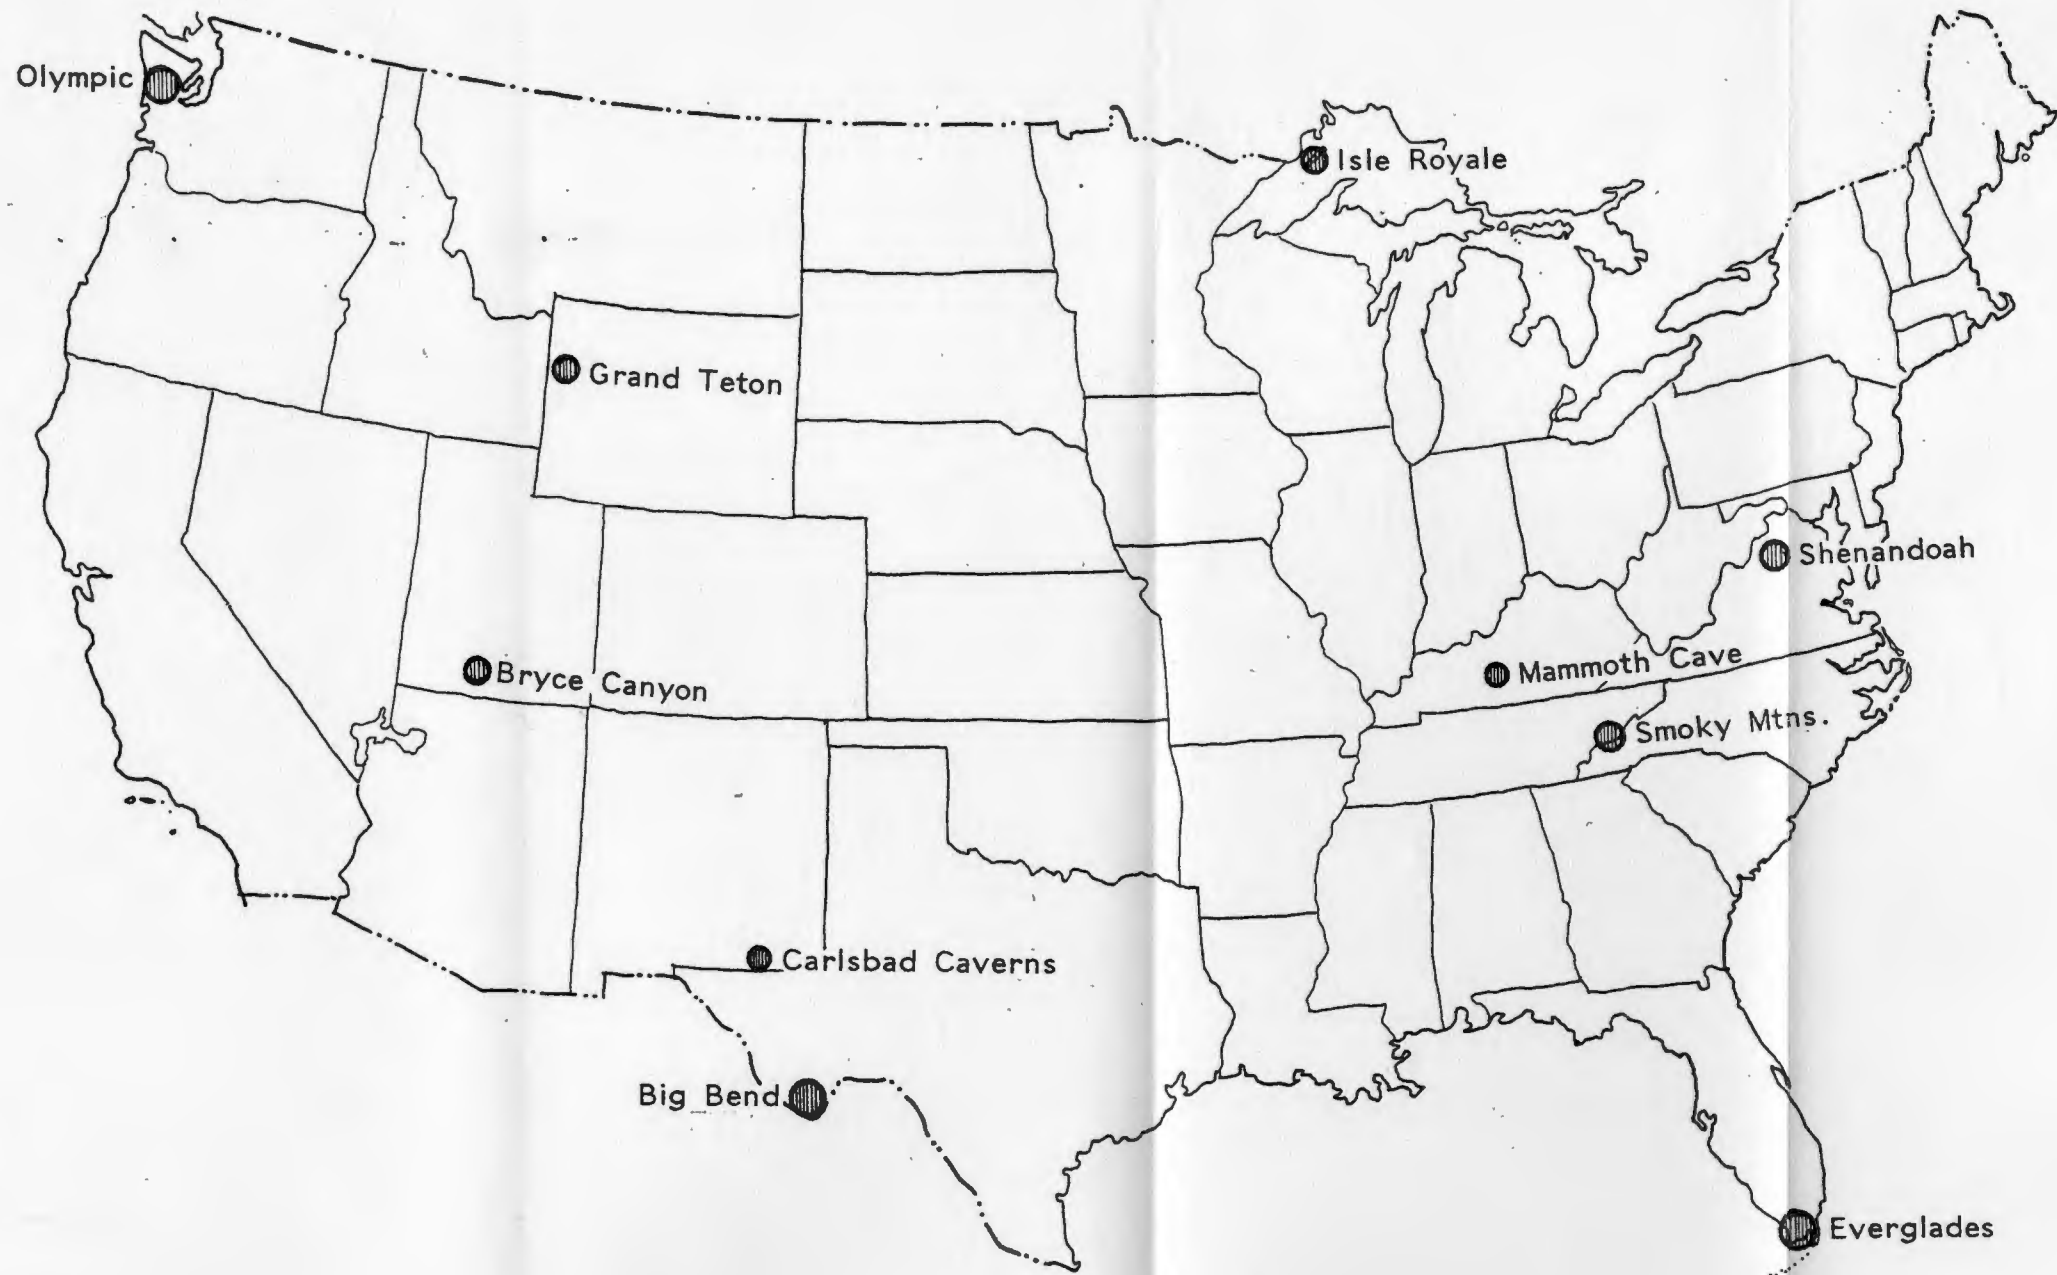 Olympic
Isle Royale
Grand Teton
Shenandoah
Bryce Canyon
Mammoth Cave
Smoky Mtns.
Carlsbad Caverns
Big Bend
Everglades